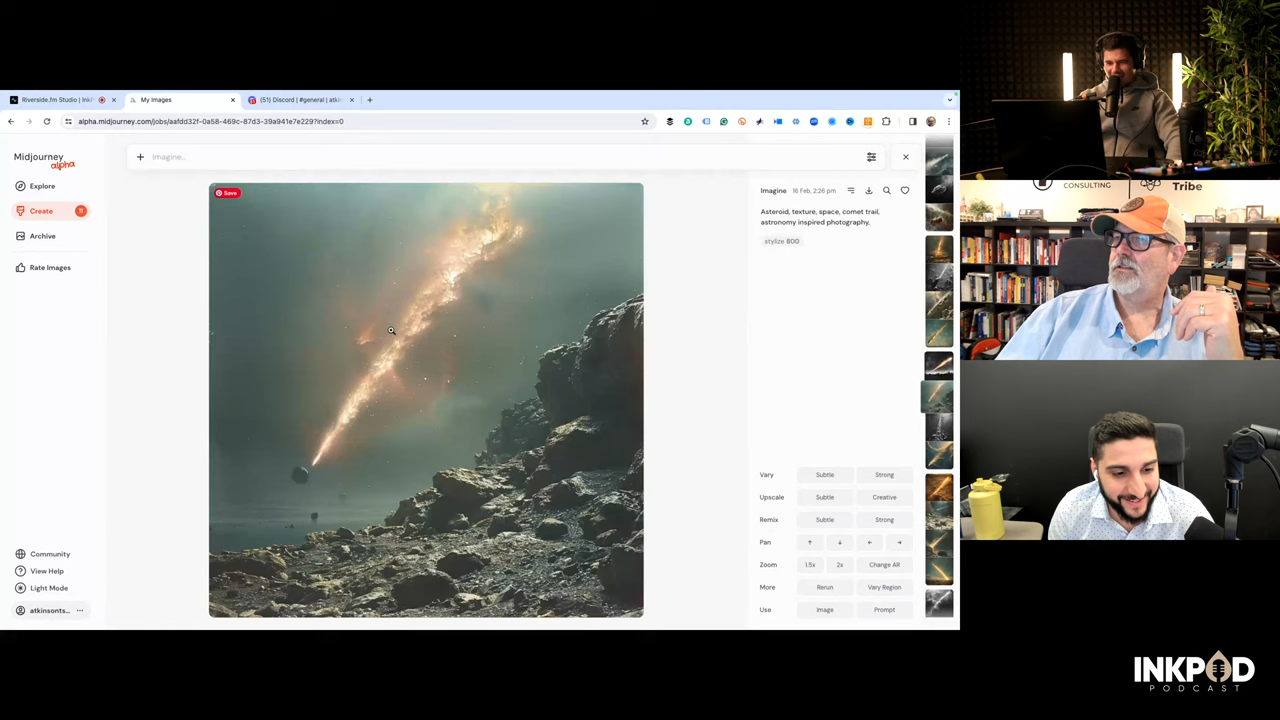 Riverside.fm Studio | InkP
My Images
(51) Discord | #general | atkin
alpha.midjourney.com/jobs/aafdd32f-0a58-469c-87d3-39a941e7e229?index=0
Midjourney
alpha
Imagine...
Explore
Create 11
Archive
Rate Images
Save
Imagine 16 Feb, 2:26 pm
Asteroid, texture, space, comet trail,
astronomy inspired photography,
stylize 800
Vary Subtle Strong
Upscale Subtle Creative
Remix Subtle Strong
Pan ↑ ↓ ← →
Zoom 1.5x 2x Change AR
More Rerun Vary Region
Use Image Prompt
Community
View Help
Light Mode
atkinsonts...
CONSULTING
Tribe
INKPOD
PODCAST